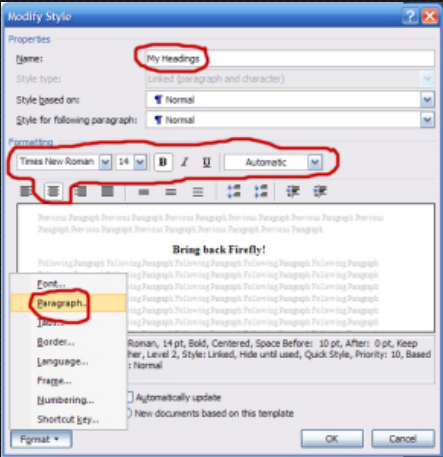 Modify Style
Properties
Name: My Headings
Style type: Linked (paragraph and character)
Style based on: ¶ Normal
Style for following paragraph: ¶ Normal
Formatting
Times New Roman 14 B I U Automatic
Previous Paragraph Previous Paragraph Previous Paragraph Previous Paragraph Previous
Paragraph Previous Paragraph Previous Paragraph Previous Paragraph Previous Paragraph
Bring back Firefly!
Following Paragraph Following Paragraph Following Paragraph Following Paragraph
Font...
Paragraph...
Tabs...
Border...
Language...
Frame...
Numbering...
Shortcut key...
Roman, 14 pt, Bold, Centered, Space Before: 10 pt, After: 0 pt, Keep
her, Level 2, Style: Linked, Hide until used, Quick Style, Priority: 10, Based
: Normal
Automatically update
New documents based on this template
Format OK Cancel